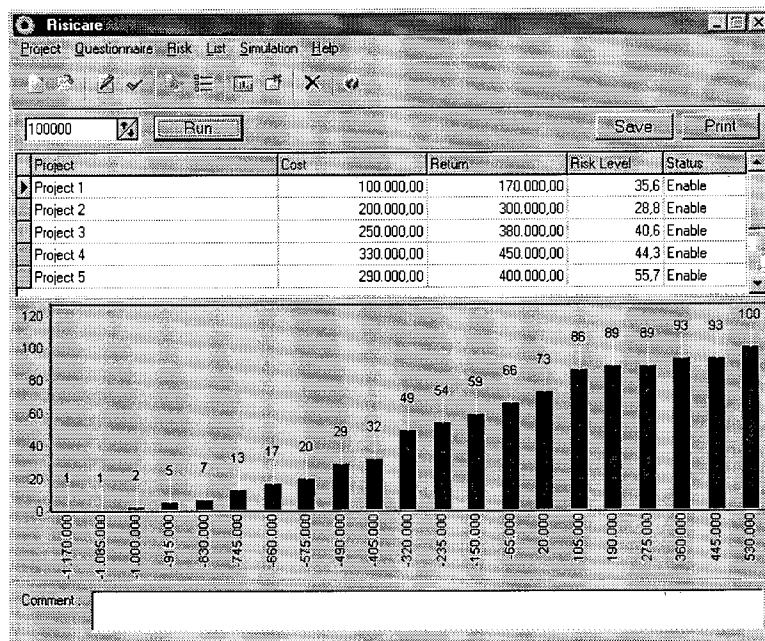 Risicare
Project Questionnaire Risk List Simulation Help
100000 Run Save Print
Project Cost Return Risk Level Status
Project 1 100.000,00 170.000,00 35,6 Enable
Project 2 200.000,00 300.000,00 28,8 Enable
Project 3 250.000,00 380.000,00 40,6 Enable
Project 4 330.000,00 450.000,00 44,3 Enable
Project 5 290.000,00 400.000,00 55,7 Enable
120
100
80
60
40
20
0
1 1 2 5 7 13 17 20 29 32 49 54 59 66 73 86 89 89 93 93 100
-1.170.000 -1.085.000 -1.000.000 -915.000 -830.000 -745.000 -660.000 -575.000 -490.000 -405.000 -320.000 -235.000 -150.000 -65.000 20.000 105.000 190.000 275.000 360.000 445.000 530.000
Comment :